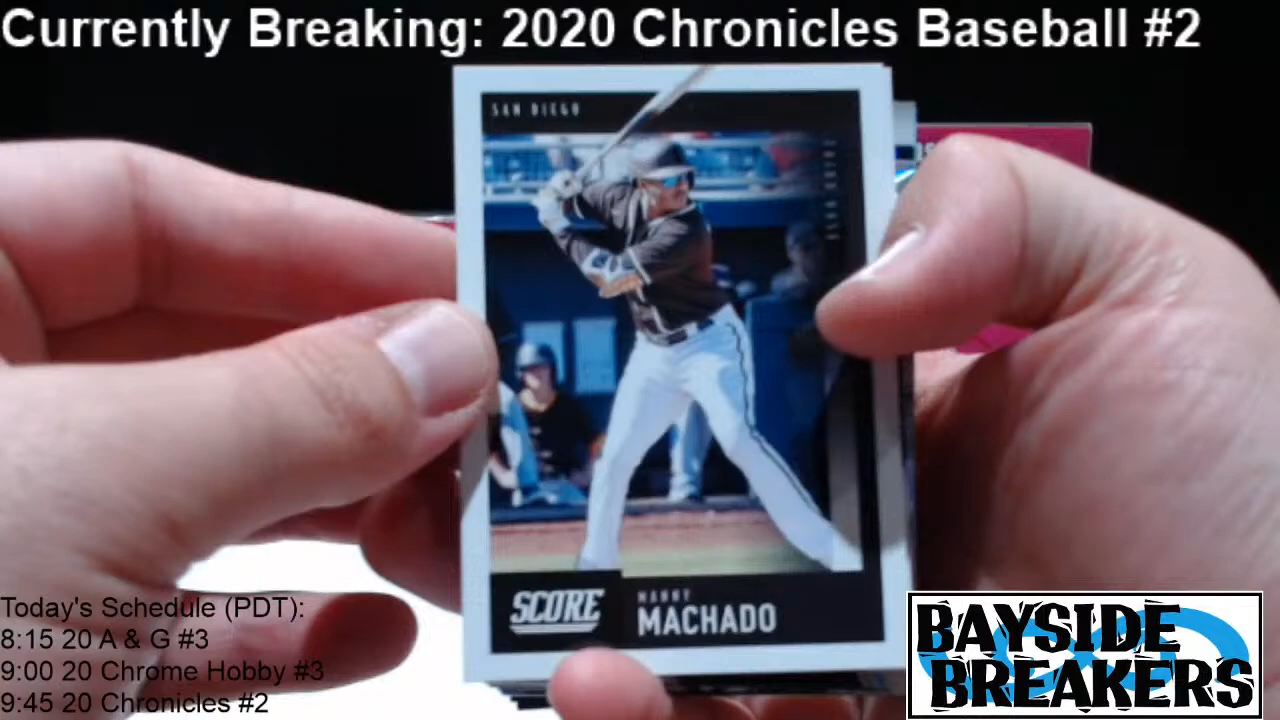 Currently Breaking: 2020 Chronicles Baseball #2
SAN DIEGO
SCORE
MANNY
MACHADO
Today's Schedule (PDT):
8:15 20 A & G #3
9:00 20 Chrome Hobby #3
9:45 20 Chronicles #2
BAYSIDE
BREAKERS